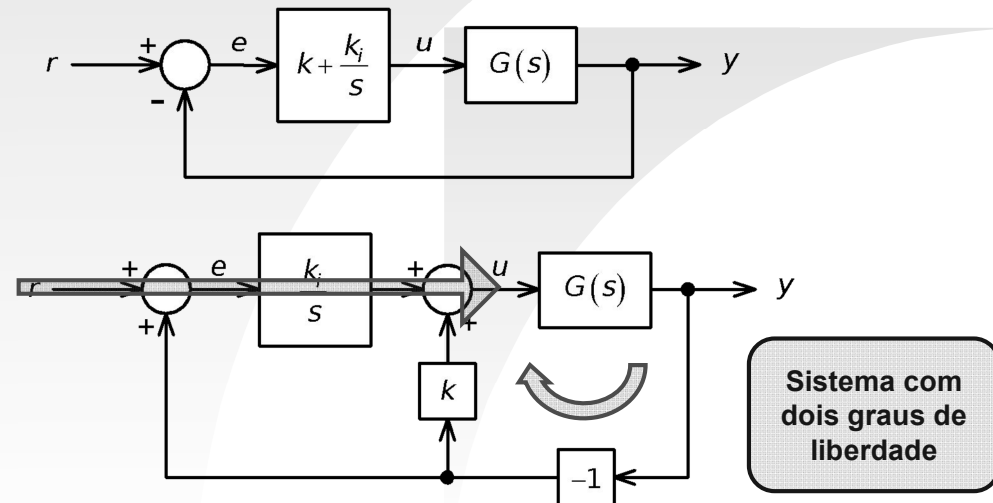 r + - e k + k_i/s u G(s) y
r + + e k_i/s + + u G(s) y
k
-1
Sistema com
dois graus de
liberdade